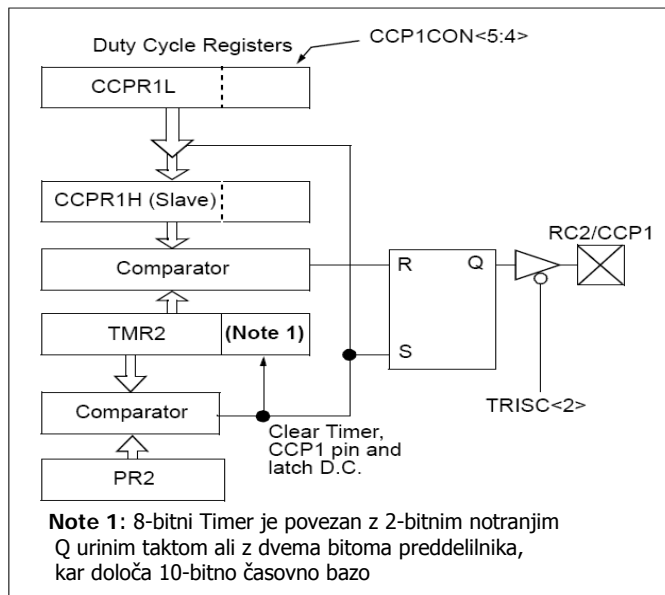 Duty Cycle Registers
CCP1CON<5:4>
CCPR1L
CCPR1H (Slave)
Comparator
RC2/CCP1
R
Q
TMR2
(Note 1)
S
Comparator
TRISC<2>
Clear Timer,
CCP1 pin and
latch D.C.
PR2
Note 1: 8-bitni Timer je povezan z 2-bitnim notranjim
Q urinim taktom ali z dvema bitoma preddelilnika,
kar določa 10-bitno časovno bazo